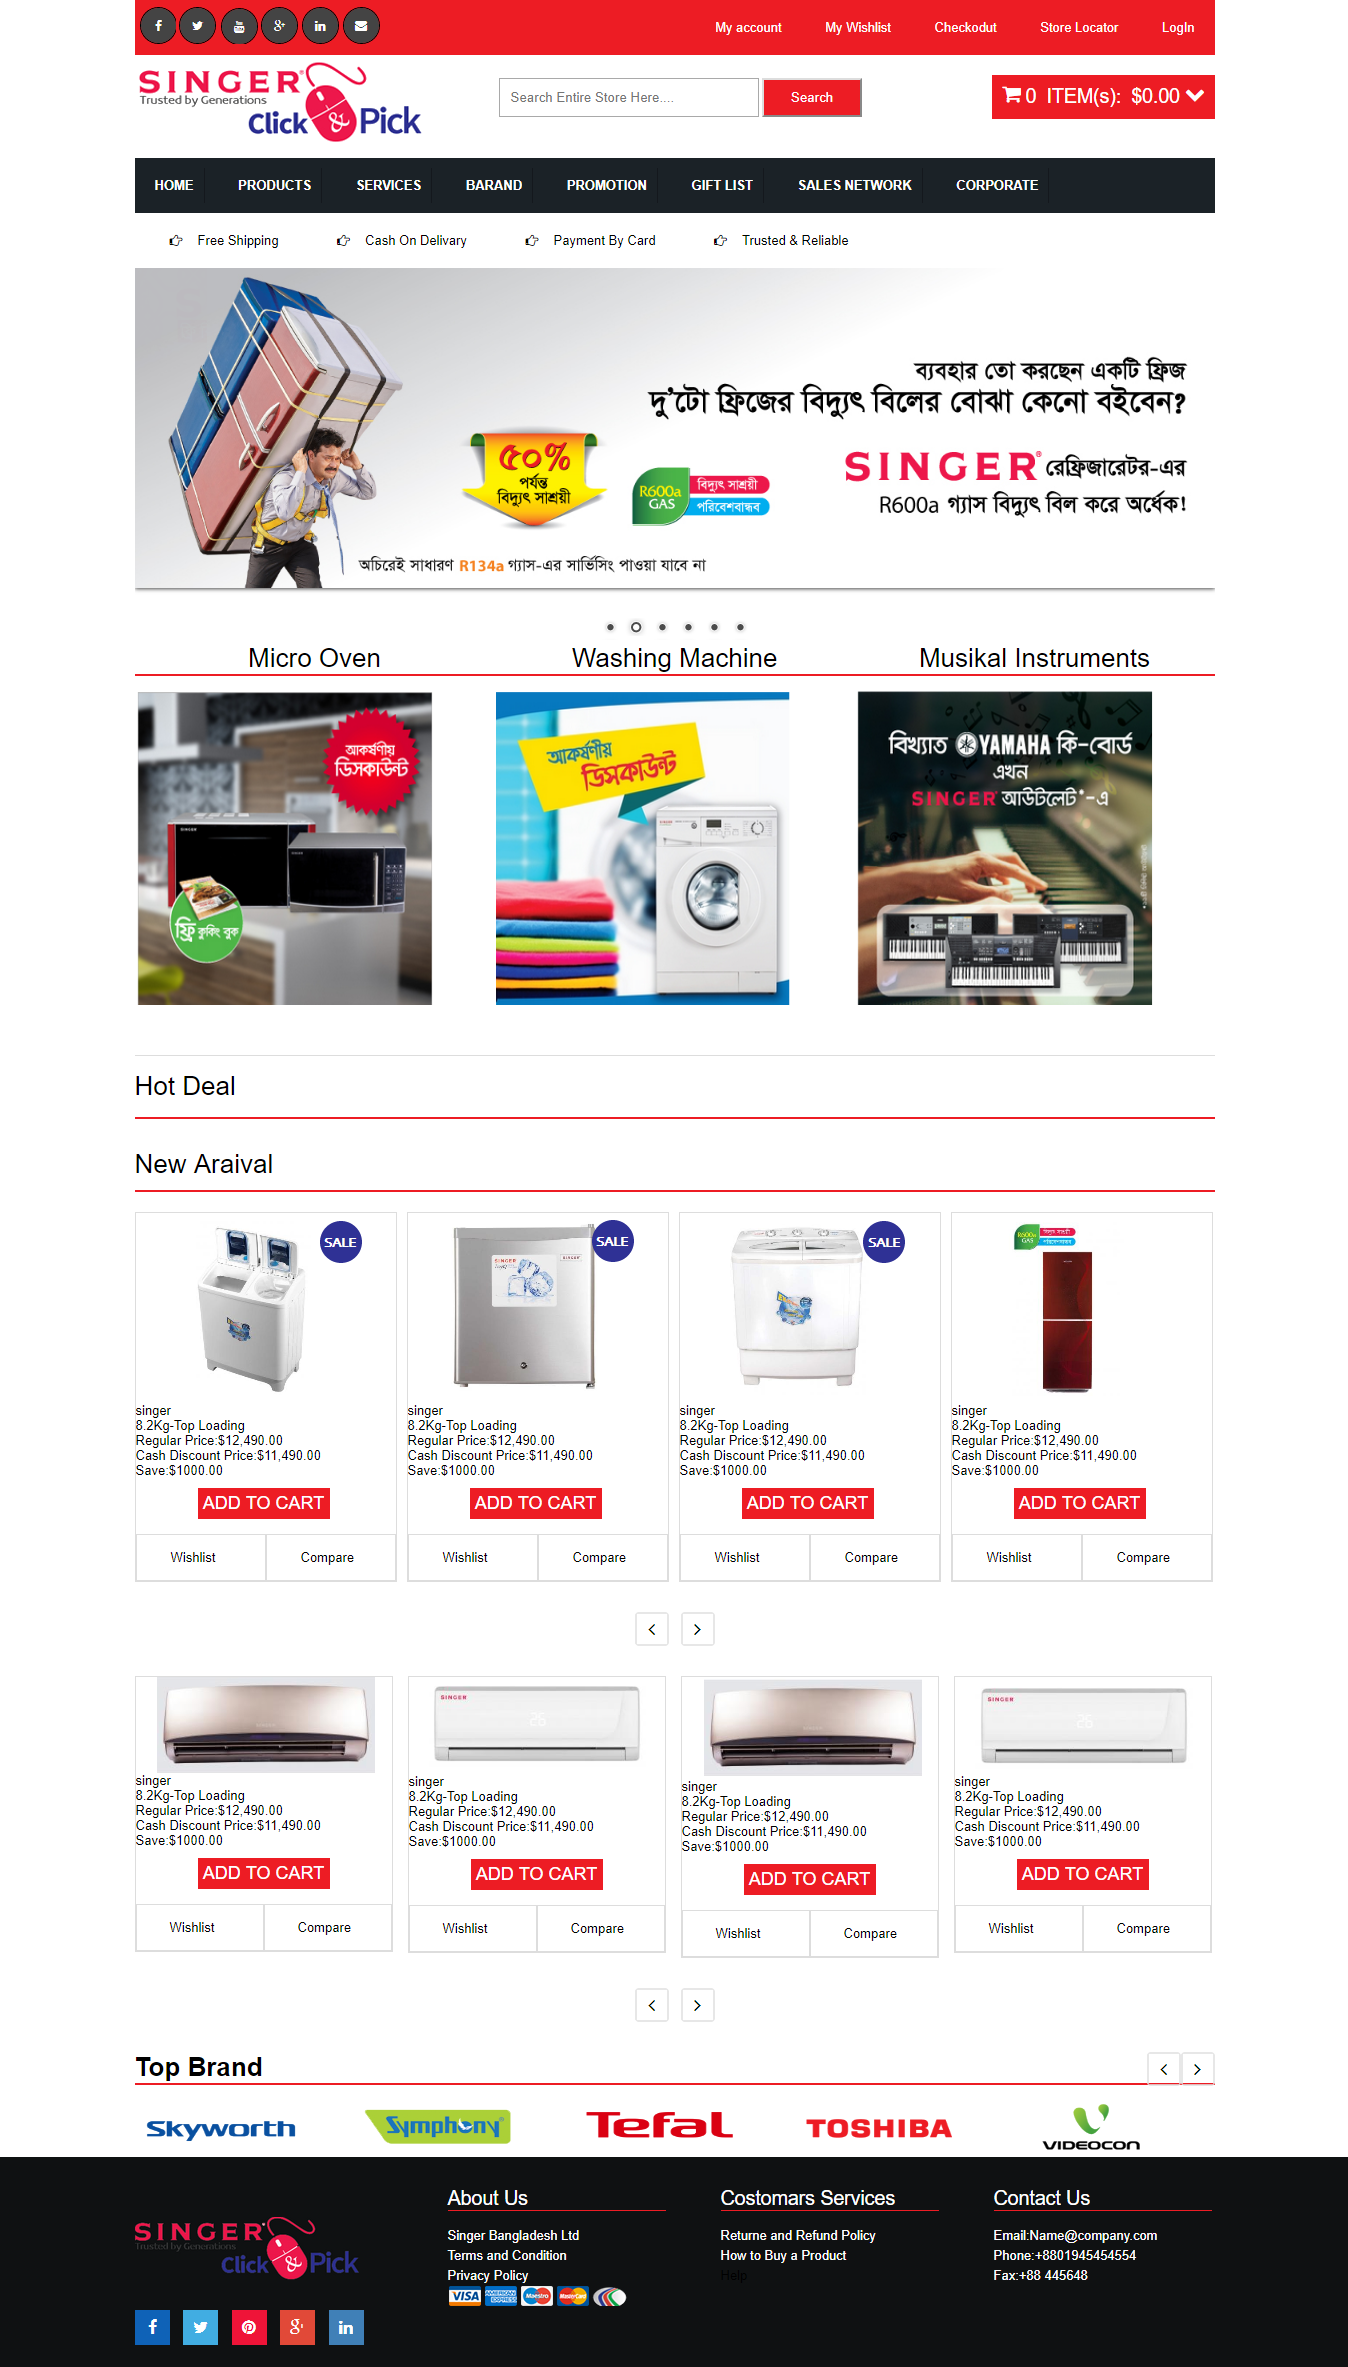 My account My Wishlist Checkodut Store Locator LogIn
SINGER®
Trusted by Generations
click & Pick
Search Entire Store Here.... Search
0 ITEM(s): $0.00
HOME PRODUCTS SERVICES BARAND PROMOTION GIFT LIST SALES NETWORK CORPORATE
Free Shipping Cash On Delivary Payment By Card Trusted & Reliable
ব্যবহার তো করছেন একটি ফ্রিজ
দু'টো ফ্রিজের বিদ্যুৎ বিলের বোঝা কেনো বইবেন?
৫০%
পর্যন্ত
বিদ্যুৎ সাশ্রয়ী
R600a
GAS
বিদ্যুৎ সাশ্রয়ী
পরিবেশবান্ধব
SINGER® রেফ্রিজারেটর-এর
R600a গ্যাস বিদ্যুৎ বিল করে অর্ধেক!
অচিরেই সাধারণ R134a গ্যাস-এর সার্ভিসিং পাওয়া যাবে না
Micro Oven Washing Machine Musikal Instruments
আকর্ষণীয়
ডিসকাউন্ট
ফ্রি কুকিং বুক
আকর্ষণীয়
ডিসকাউন্ট
বিখ্যাত YAMAHA কি-বোর্ড
এখন
SINGER® আউটলেট*-এ
Hot Deal
New Araival
SALE SALE SALE
SINGER SINGER
R600a GAS
singer singer singer singer
8.2Kg-Top Loading 8.2Kg-Top Loading 8.2Kg-Top Loading 8.2Kg-Top Loading
Regular Price:$12,490.00 Regular Price:$12,490.00 Regular Price:$12,490.00 Regular Price:$12,490.00
Cash Discount Price:$11,490.00 Cash Discount Price:$11,490.00 Cash Discount Price:$11,490.00 Cash Discount Price:$11,490.00
Save:$1000.00 Save:$1000.00 Save:$1000.00 Save:$1000.00
ADD TO CART ADD TO CART ADD TO CART ADD TO CART
Wishlist Compare Wishlist Compare Wishlist Compare Wishlist Compare
SINGER 26 SINGER 26
singer singer singer singer
8.2Kg-Top Loading 8.2Kg-Top Loading 8.2Kg-Top Loading 8.2Kg-Top Loading
Regular Price:$12,490.00 Regular Price:$12,490.00 Regular Price:$12,490.00 Regular Price:$12,490.00
Cash Discount Price:$11,490.00 Cash Discount Price:$11,490.00 Cash Discount Price:$11,490.00 Cash Discount Price:$11,490.00
Save:$1000.00 Save:$1000.00 Save:$1000.00 Save:$1000.00
ADD TO CART ADD TO CART ADD TO CART ADD TO CART
Wishlist Compare Wishlist Compare Wishlist Compare Wishlist Compare
Top Brand
Skyworth Symphony Tefal TOSHIBA VIDEOCON
SINGER®
Trusted by Generations
click & Pick
About Us
Singer Bangladesh Ltd
Terms and Condition
Privacy Policy
VISA AMERICAN EXPRESS Maestro MasterCard
Costomars Services
Returne and Refund Policy
How to Buy a Product
Help
Contact Us
Email:Name@company.com
Phone:+8801945454554
Fax:+88 445648